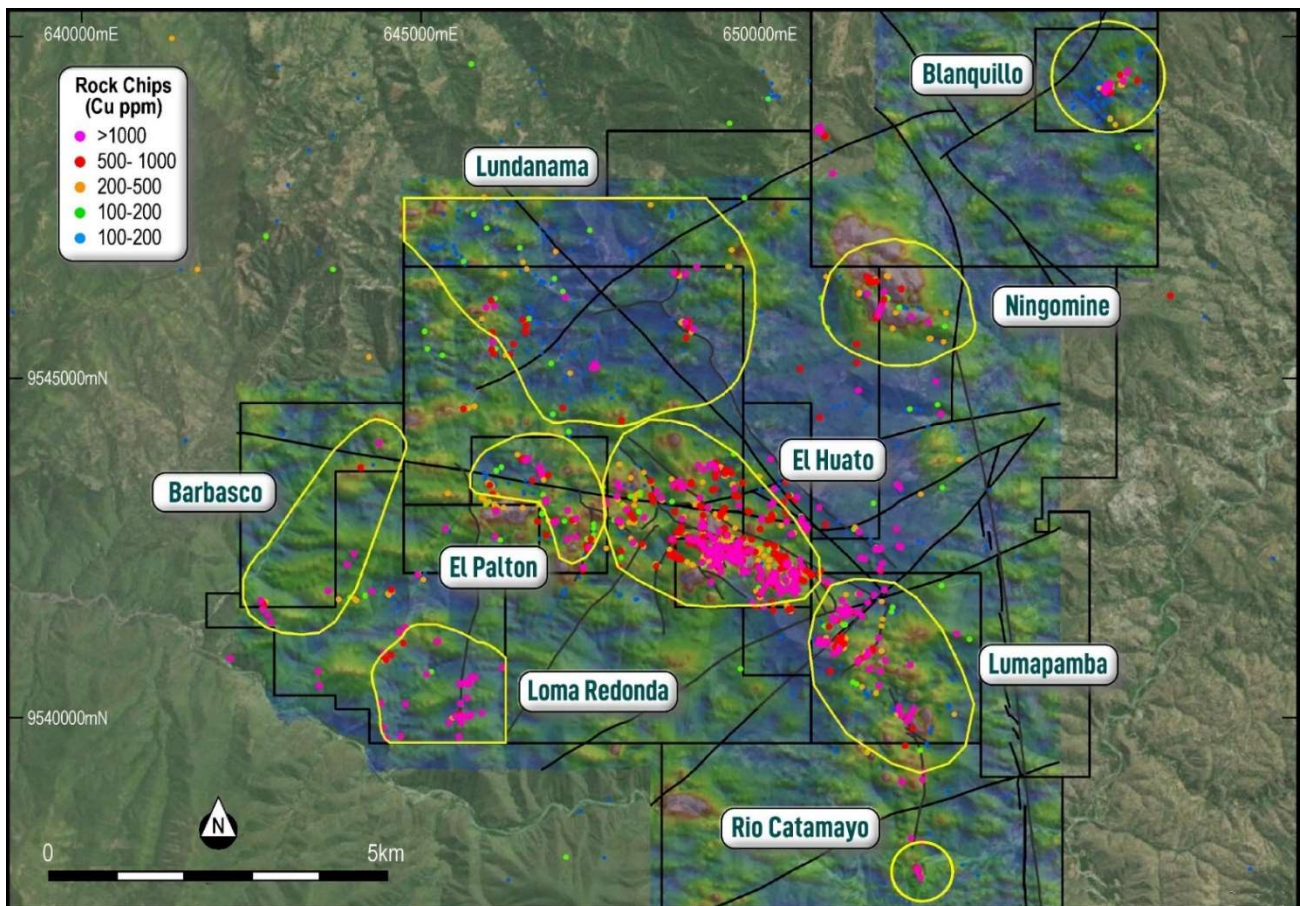 640000mE
645000mE
650000mE
Rock Chips
(Cu ppm)
>1000
500- 1000
200-500
100-200
100-200
Blanquillo
Lundanama
Ningomine
9545000mN
El Huato
Barbasco
El Palton
Lumapamba
Loma Redonda
9540000mN
N
Rio Catamayo
0
5km